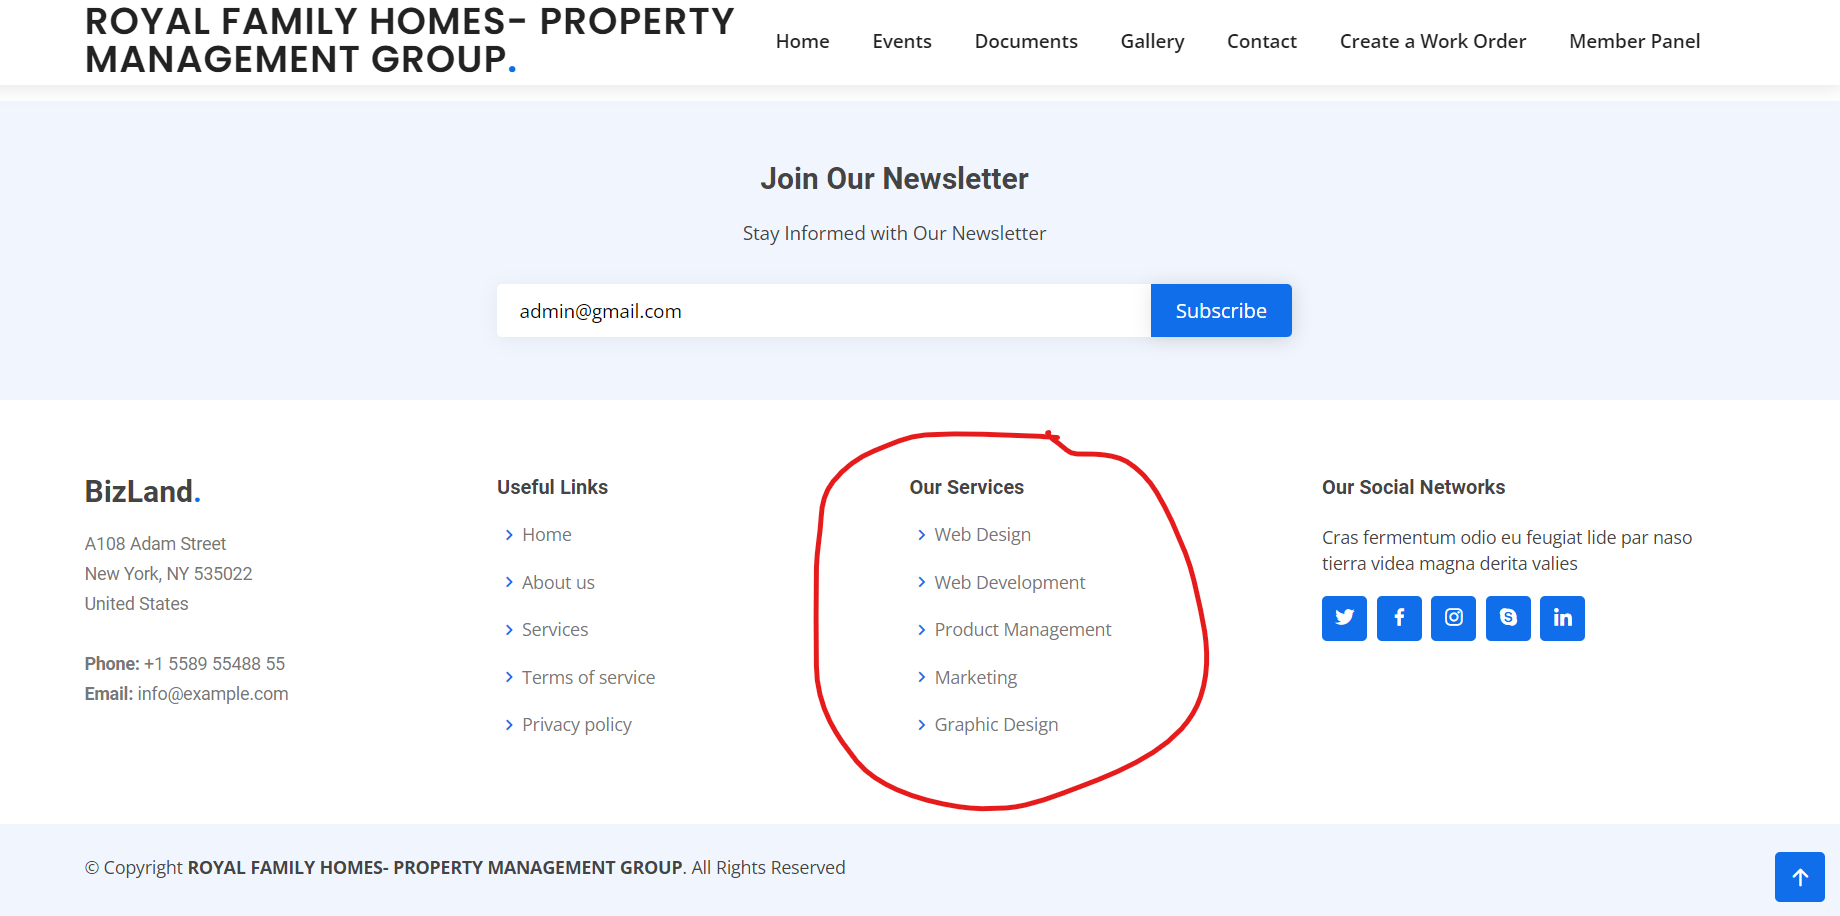 ROYAL FAMILY HOMES- PROPERTY
MANAGEMENT GROUP.
Home Events Documents Gallery Contact Create a Work Order Member Panel
Join Our Newsletter
Stay Informed with Our Newsletter
admin@gmail.com Subscribe
BizLand.
A108 Adam Street
New York, NY 535022
United States
Phone: +1 5589 55488 55
Email: info@example.com
Useful Links
Home
About us
Services
Terms of service
Privacy policy
Our Services
Web Design
Web Development
Product Management
Marketing
Graphic Design
Our Social Networks
Cras fermentum odio eu feugiat lide par naso
tierra videa magna derita valies
© Copyright ROYAL FAMILY HOMES- PROPERTY MANAGEMENT GROUP. All Rights Reserved